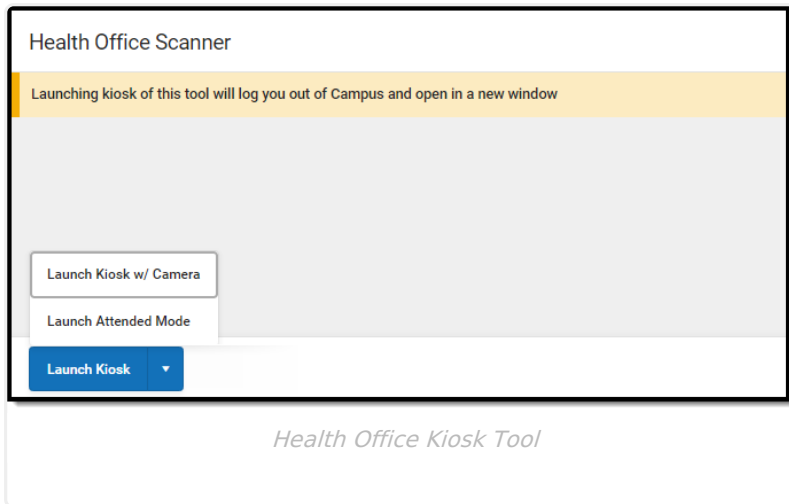 Health Office Scanner
Launching kiosk of this tool will log you out of Campus and open in a new window
Launch Kiosk w/ Camera
Launch Attended Mode
Launch Kiosk
Health Office Kiosk Tool